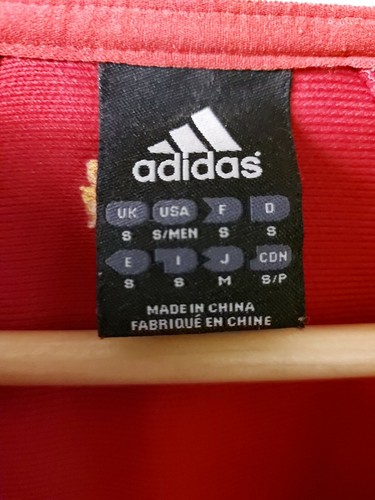 adidas
UK USA F D
S S/MEN S S
E I J CDN
S S M S/P
MADE IN CHINA
FABRIQUÉ EN CHINE